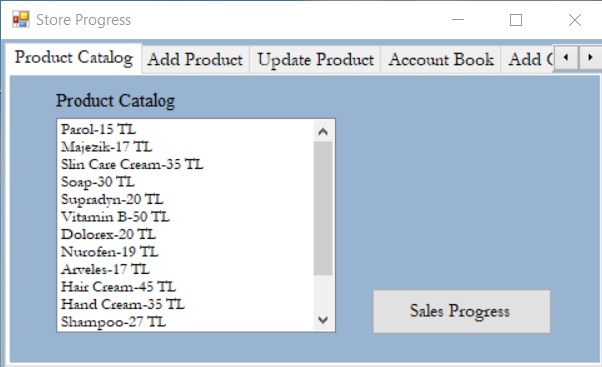 Store Progress
Product Catalog Add Product Update Product Account Book Add
Product Catalog
Parol-15 TL
Majezik-17 TL
Slin Care Cream-35 TL
Soap-30 TL
Supradyn-20 TL
Vitamin B-50 TL
Dolorex-20 TL
Nurofen-19 TL
Arveles-17 TL
Hair Cream-45 TL
Hand Cream-35 TL
Shampoo-27 TL
Sales Progress